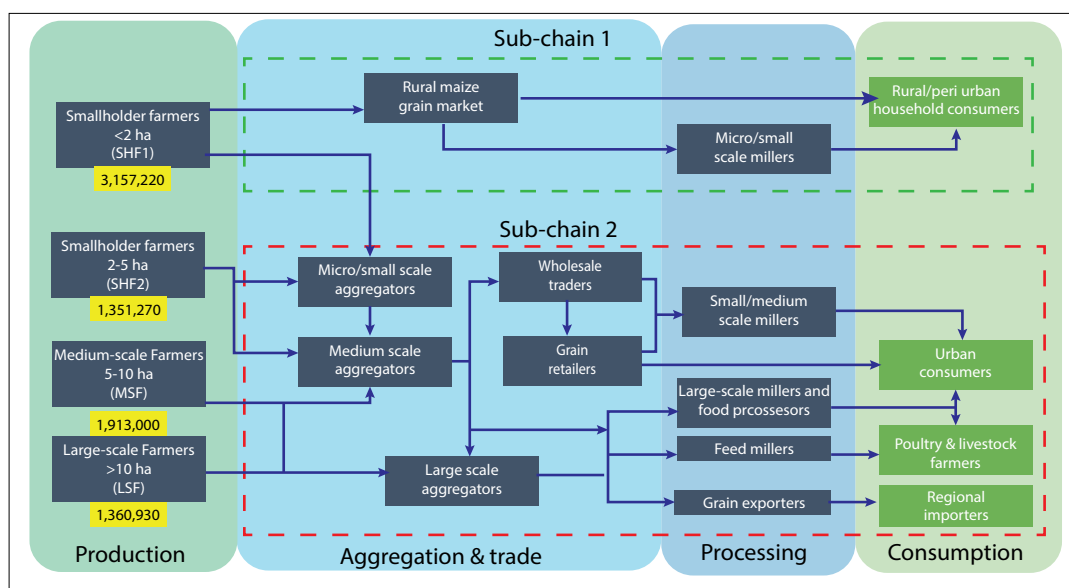 Sub-chain 1
Smallholder farmers
<2 ha
(SHF1)
3,157,220
Rural maize
grain market
Micro/small
scale millers
Rural/peri urban
household consumers
Sub-chain 2
Smallholder farmers
2-5 ha
(SHF2)
1,351,270
Medium-scale Farmers
5-10 ha
(MSF)
1,913,000
Large-scale Farmers
>10 ha
(LSF)
1,360,930
Micro/small scale
aggregators
Medium scale
aggregators
Large scale
aggregators
Wholesale
traders
Grain
retailers
Small/medium
scale millers
Large-scale millers and
food prcossesors
Feed millers
Grain exporters
Urban
consumers
Poultry & livestock
farmers
Regional
importers
Production
Aggregation & trade
Processing
Consumption